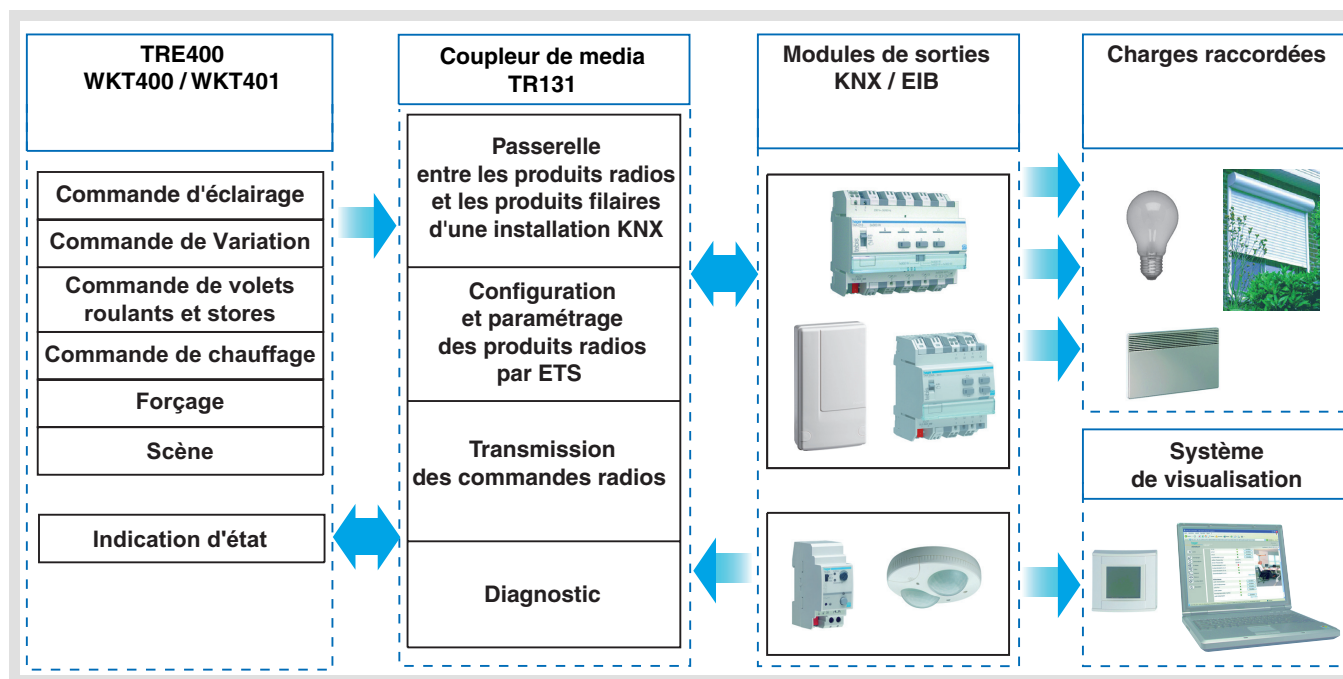 TRE400
WKT400 / WKT401
Commande d'éclairage
Commande de Variation
Commande de volets
roulants et stores
Commande de chauffage
Forçage
Scène
Indication d'état
Coupleur de media
TR131
Passerelle
entre les produits radios
et les produits filaires
d'une installation KNX
Configuration
et paramétrage
des produits radios
par ETS
Transmission
des commandes radios
Diagnostic
Modules de sorties
KNX / EIB
Charges raccordées
Système
de visualisation